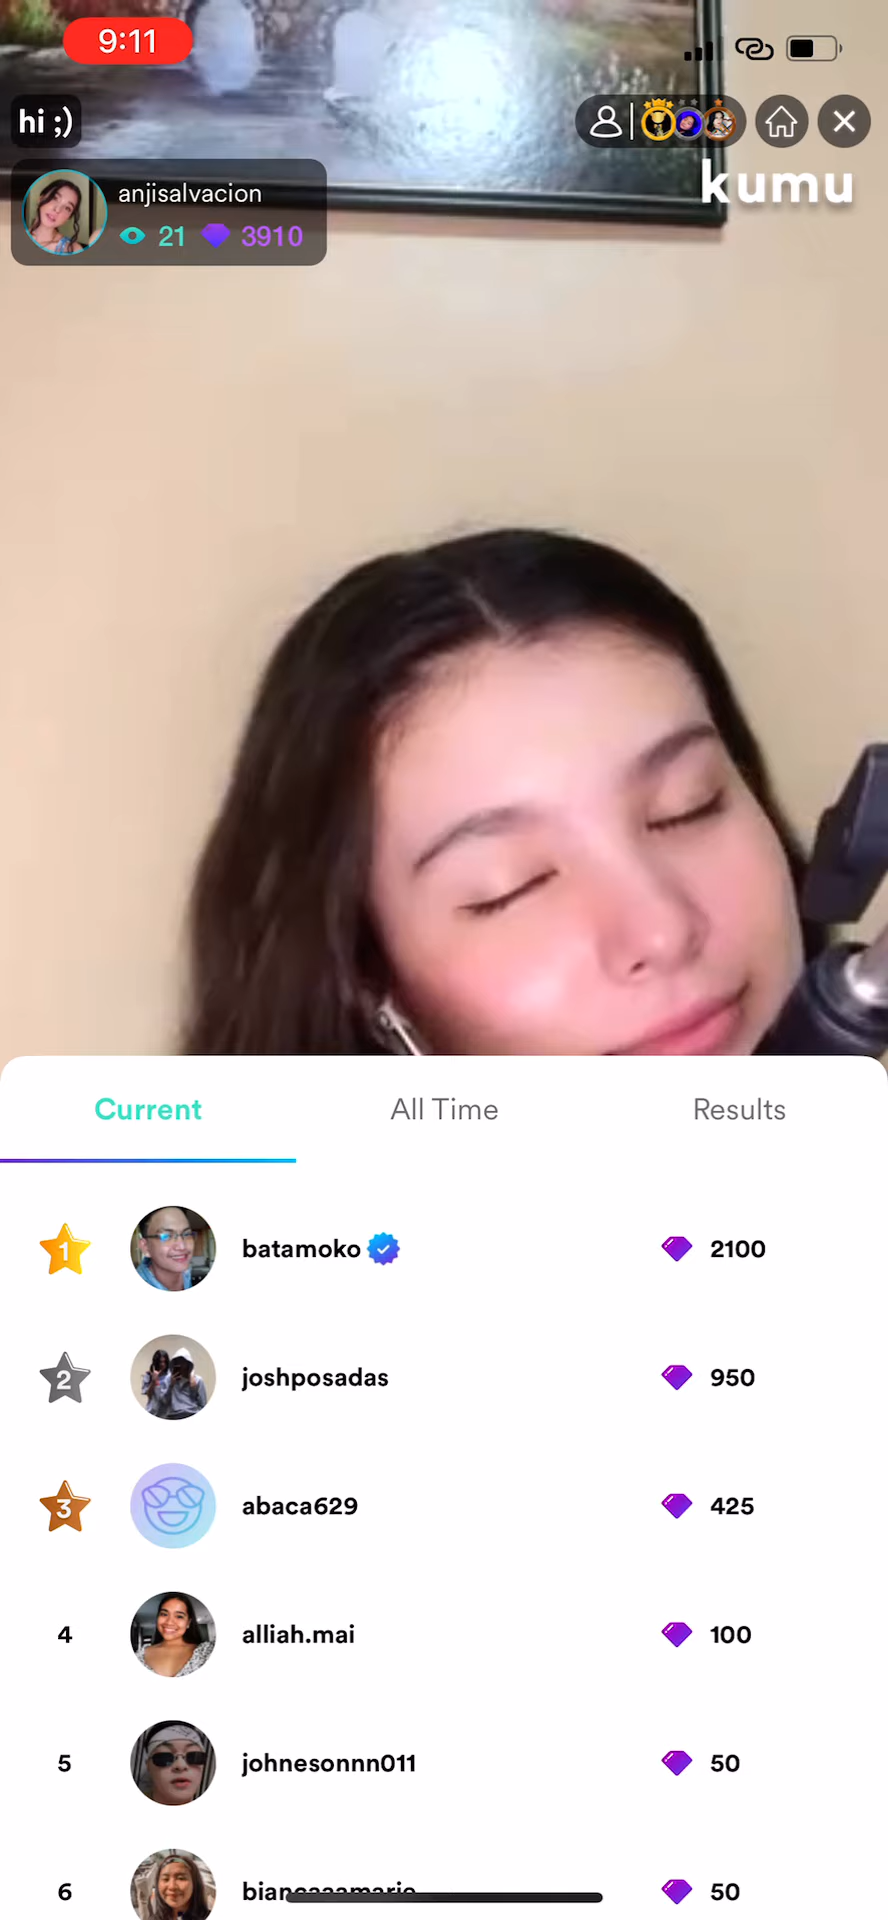 9:11
hi ;)
kumu
anjisalvacion
21 3910
Current All Time Results
1 batamoko 2100
2 joshposadas 950
3 abaca629 425
4 alliah.mai 100
5 johnesonnn011 50
6 50